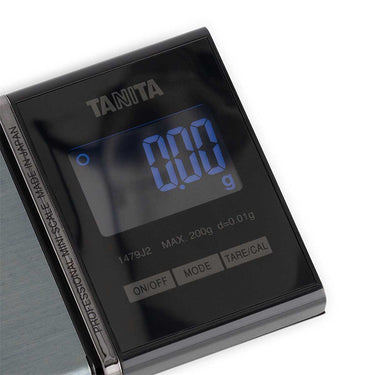 TANITA
0.00
g
1479J2 MAX. 200g d=0.01g
ON/OFF MODE TARE/CAL
PROFESSIONAL MINI SCALE MADE IN JAPAN